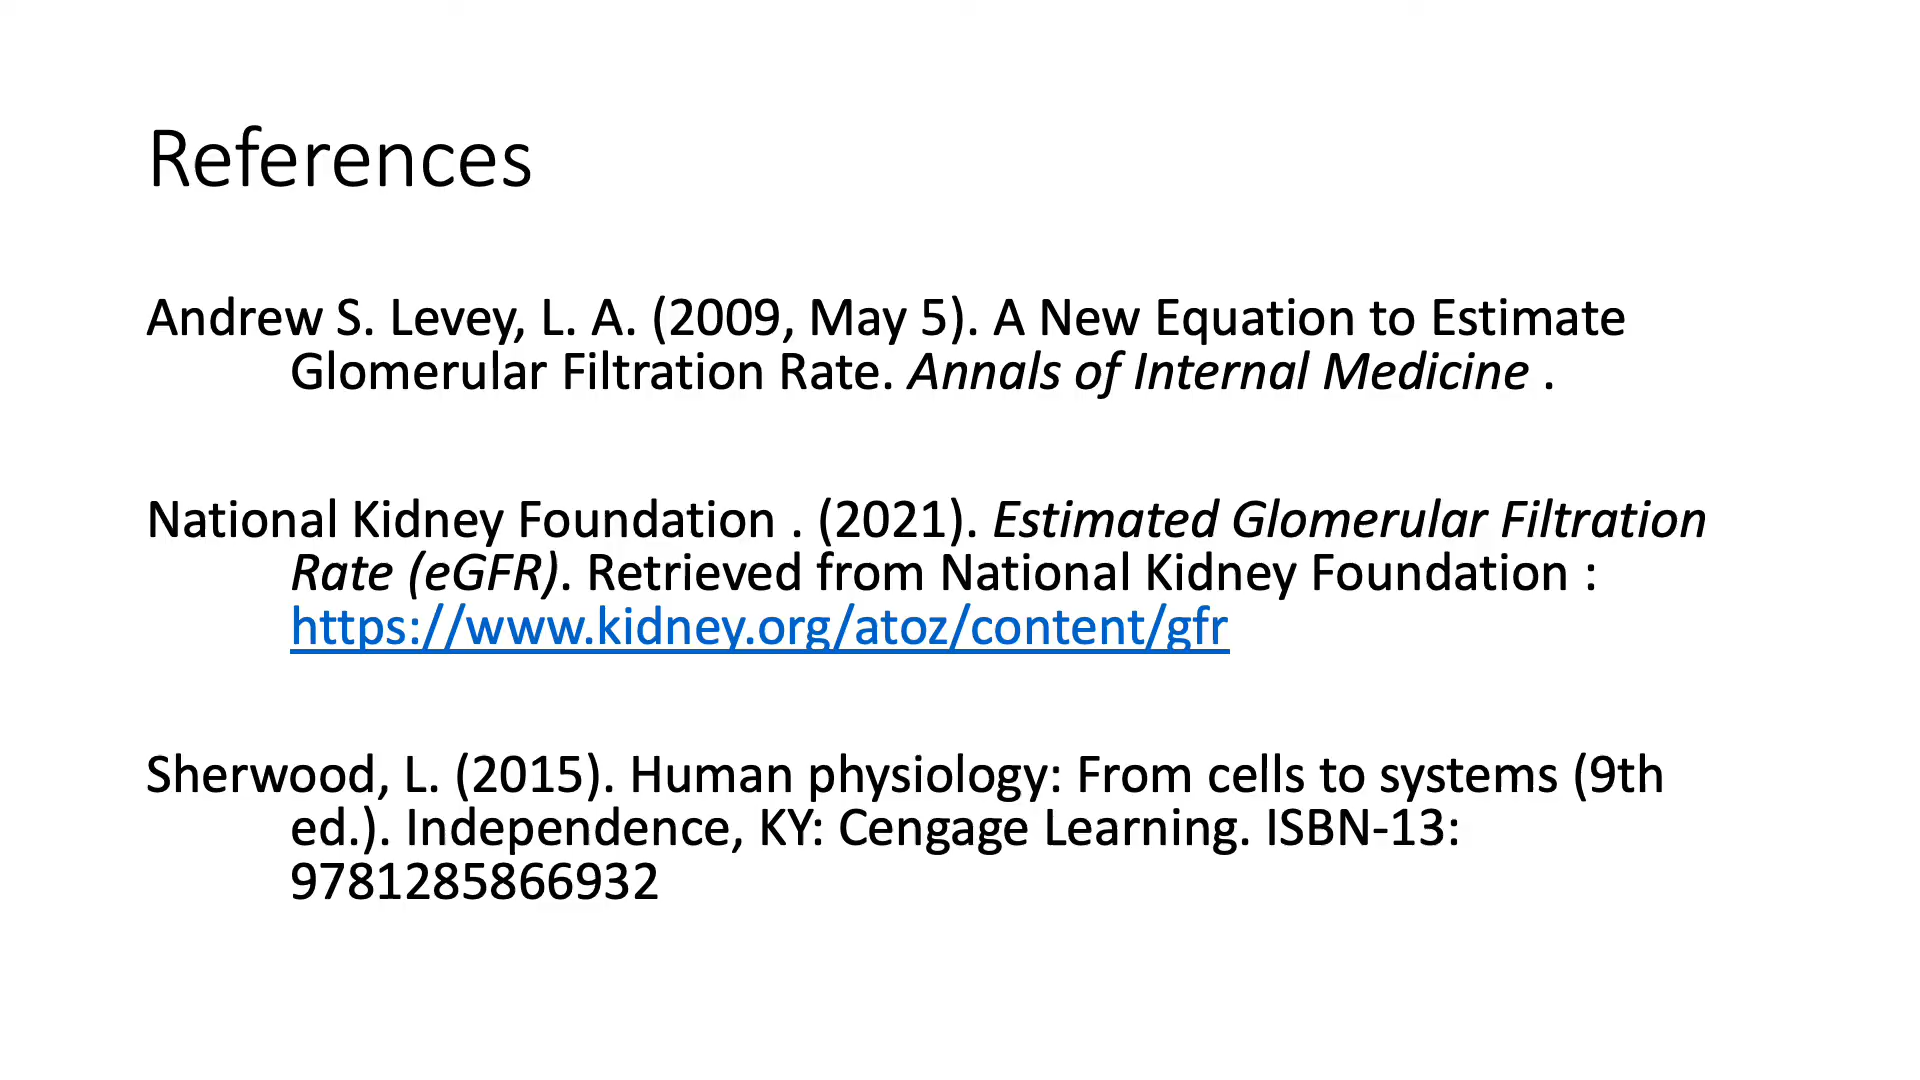 References
Andrew S. Levey, L. A. (2009, May 5). A New Equation to Estimate
Glomerular Filtration Rate. Annals of Internal Medicine .
National Kidney Foundation . (2021). Estimated Glomerular Filtration
Rate (eGFR). Retrieved from National Kidney Foundation :
https://www.kidney.org/atoz/content/gfr
Sherwood, L. (2015). Human physiology: From cells to systems (9th
ed.). Independence, KY: Cengage Learning. ISBN-13:
9781285866932